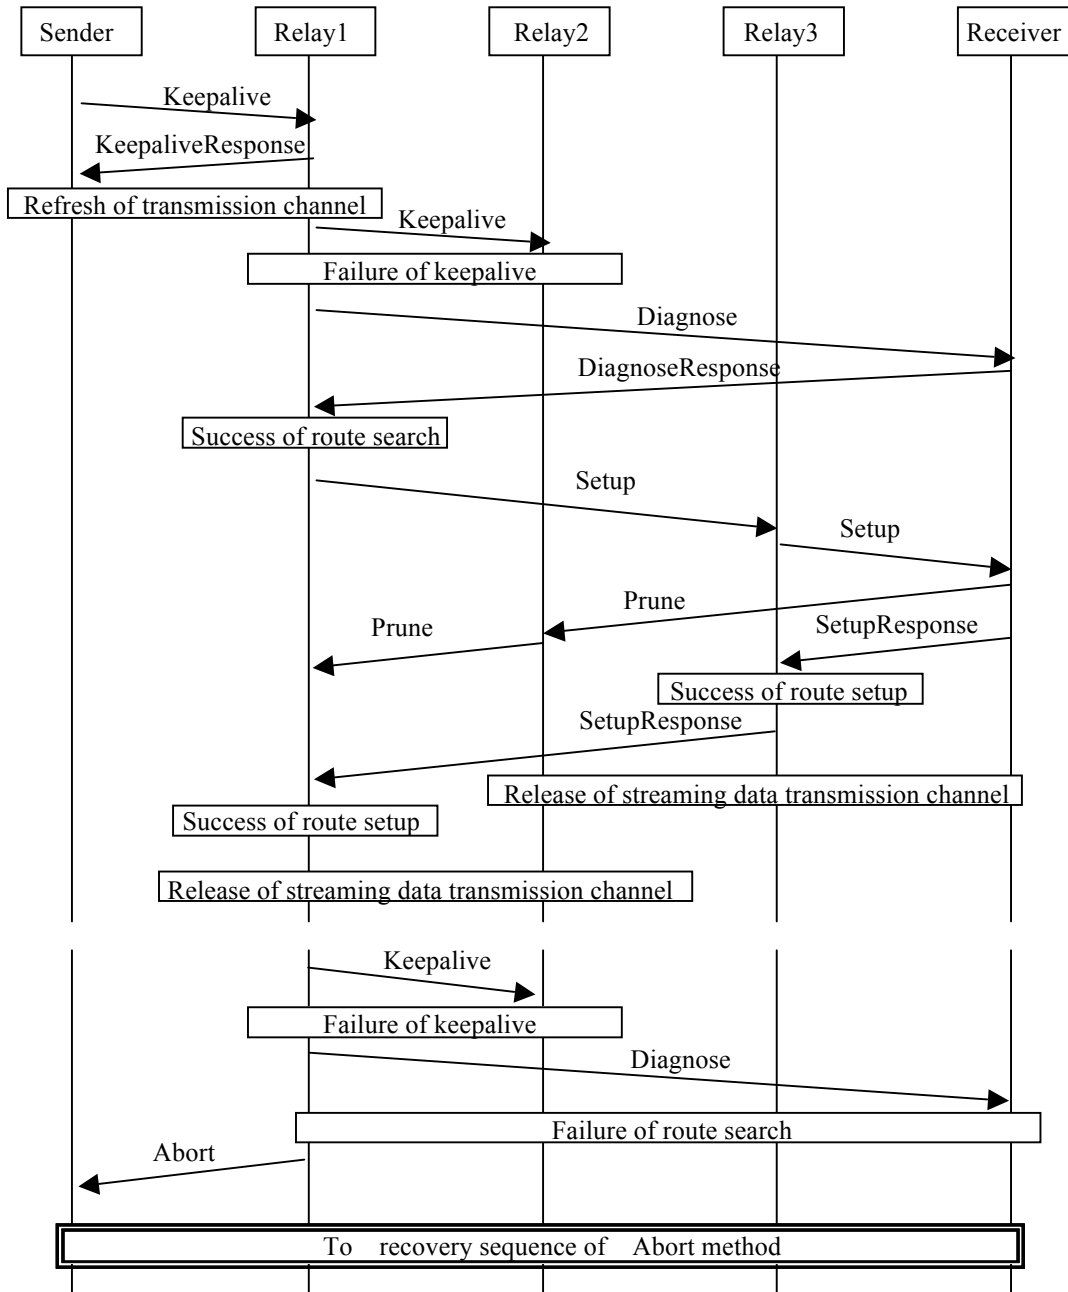 Sender
Relay1
Relay2
Relay3
Receiver
Keepalive
KeepaliveResponse
Refresh of transmission channel
Keepalive
Failure of keepalive
Diagnose
DiagnoseResponse
Success of route search
Setup
Setup
Prune
Prune
SetupResponse
Success of route setup
SetupResponse
Release of streaming data transmission channel
Success of route setup
Release of streaming data transmission channel
Keepalive
Failure of keepalive
Diagnose
Failure of route search
Abort
To recovery sequence of Abort method